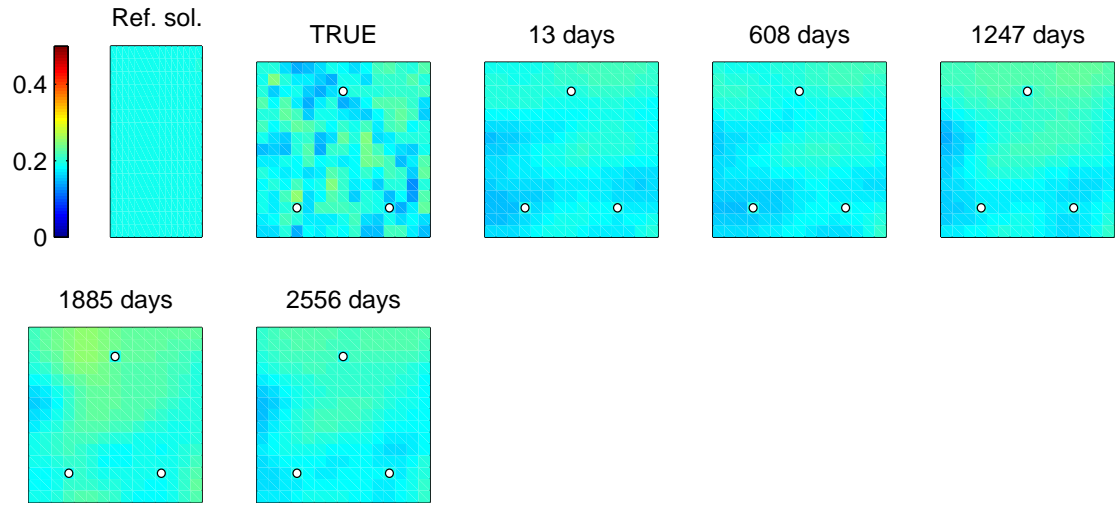 Ref. sol.
TRUE
13 days
608 days
1247 days
0.4
0.2
0
1885 days
2556 days